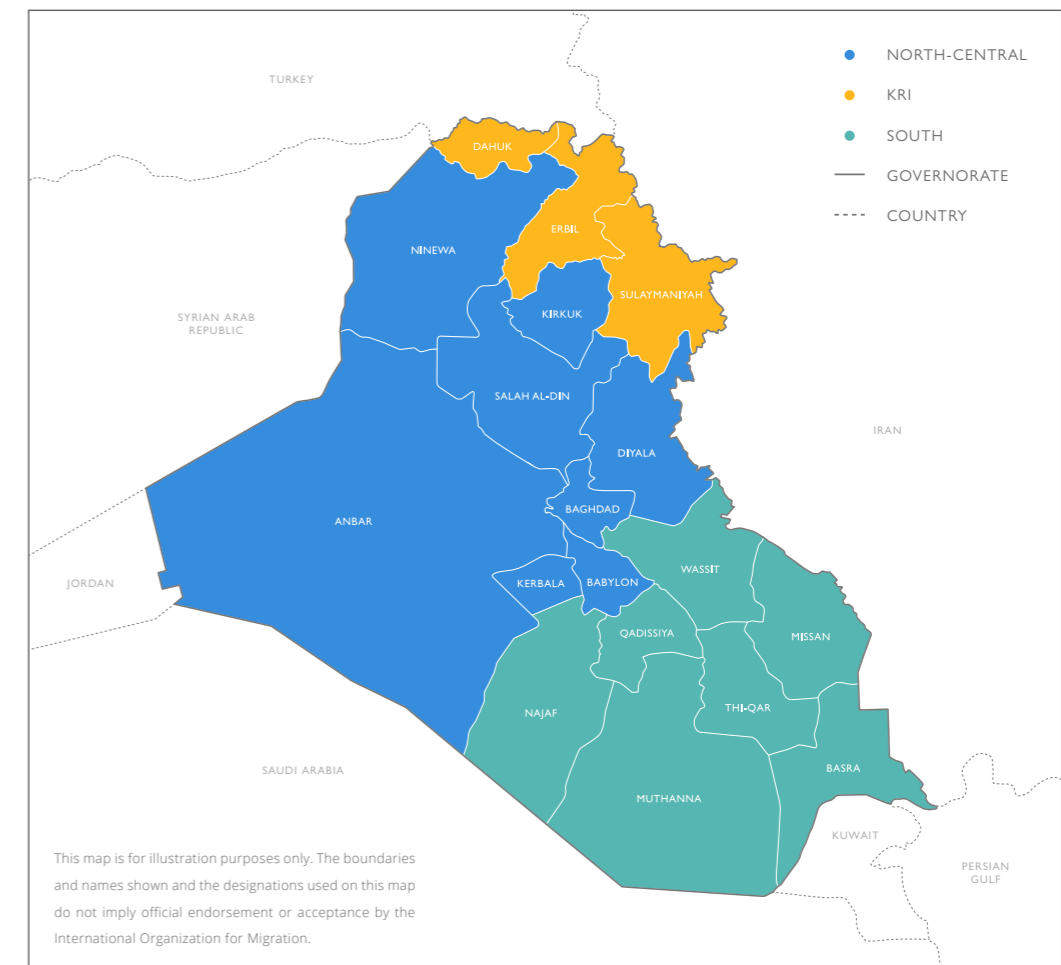 NORTH-CENTRAL
KRI
SOUTH
GOVERNORATE
COUNTRY
TURKEY
DAHUK
ERBIL
NINEWA
SULAYMANIYAH
KIRKUK
SYRIAN ARAB
REPUBLIC
SALAH AL-DIN
IRAN
DIYALA
BAGHDAD
ANBAR
WASSIT
JORDAN
KERBALA
BABYLON
QADISSIYA
MISSAN
NAJAF
THI-QAR
SAUDI ARABIA
BASRA
MUTHANNA
KUWAIT
PERSIAN
GULF
This map is for illustration purposes only. The boundaries
and names shown and the designations used on this map
do not imply official endorsement or acceptance by the
International Organization for Migration.